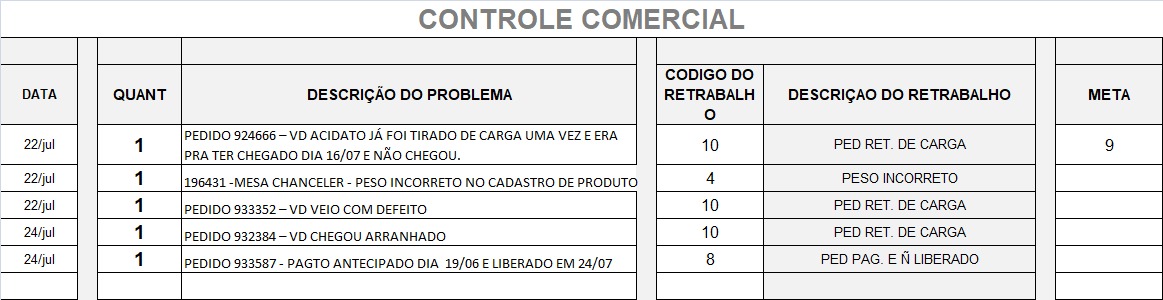 CONTROLE COMERCIAL
DATA QUANT DESCRIÇÃO DO PROBLEMA CODIGO DO RETRABALH O DESCRIÇAO DO RETRABALHO META
22/jul 1 PEDIDO 924666 – VD ACIDATO JÁ FOI TIRADO DE CARGA UMA VEZ E ERA PRA TER CHEGADO DIA 16/07 E NÃO CHEGOU. 10 PED RET. DE CARGA 9
22/jul 1 196431 -MESA CHANCELER - PESO INCORRETO NO CADASTRO DE PRODUTO 4 PESO INCORRETO
22/jul 1 PEDIDO 933352 – VD VEIO COM DEFEITO 10 PED RET. DE CARGA
24/jul 1 PEDIDO 932384 – VD CHEGOU ARRANHADO 10 PED RET. DE CARGA
24/jul 1 PEDIDO 933587 - PAGTO ANTECIPADO DIA 19/06 E LIBERADO EM 24/07 8 PED PAG. E Ñ LIBERADO